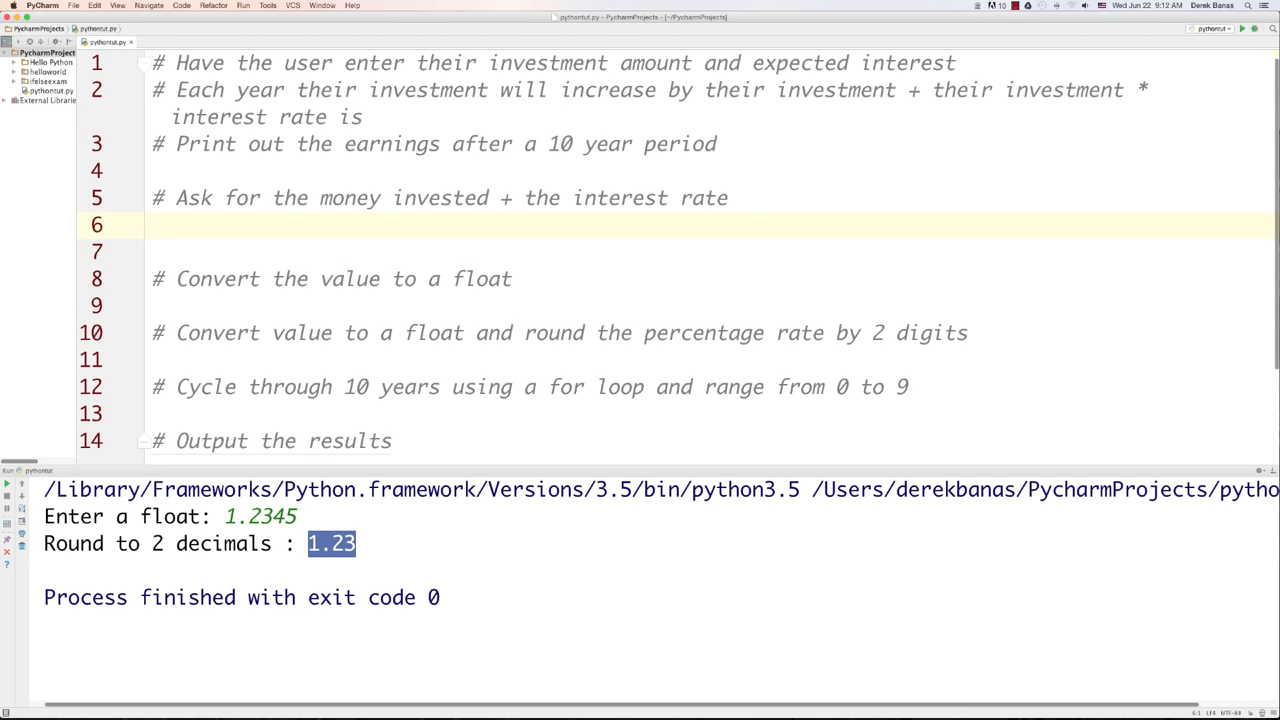 PyCharm File Edit View Navigate Code Refactor Run Tools VCS Window Help
10 Wed Jun 22 9:12 AM Derek Banas
pythontut.py - PycharmProjects - [~/PycharmProjects]
PycharmProjects pythontut.py
pythontut
pythontut.py
PycharmProject
Hello Python
helloworld
ifelseexam
pythontut.py
External Librarie
1 # Have the user enter their investment amount and expected interest
2 # Each year their investment will increase by their investment + their investment *
interest rate is
3 # Print out the earnings after a 10 year period
4
5 # Ask for the money invested + the interest rate
6
7
8 # Convert the value to a float
9
10 # Convert value to a float and round the percentage rate by 2 digits
11
12 # Cycle through 10 years using a for loop and range from 0 to 9
13
14 # Output the results
Run pythontut
/Library/Frameworks/Python.framework/Versions/3.5/bin/python3.5 /Users/derekbanas/PycharmProjects/pytho
Enter a float: 1.2345
Round to 2 decimals : 1.23
Process finished with exit code 0
6:1 LF÷ UTF-8÷